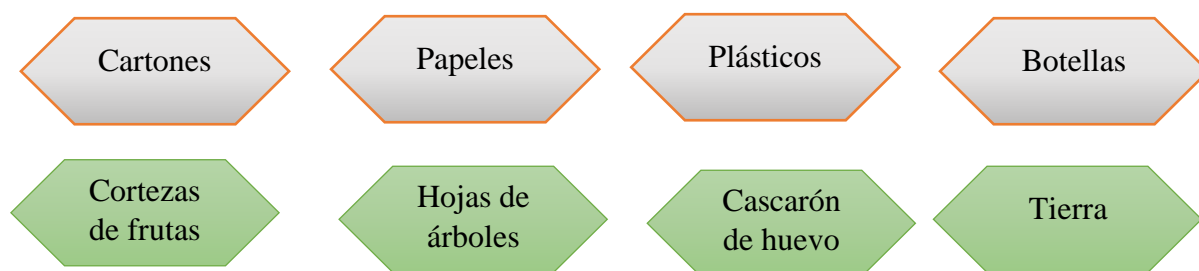 Cartones
Papeles
Plásticos
Botellas
Cortezas
de frutas
Hojas de
árboles
Cascarón
de huevo
Tierra